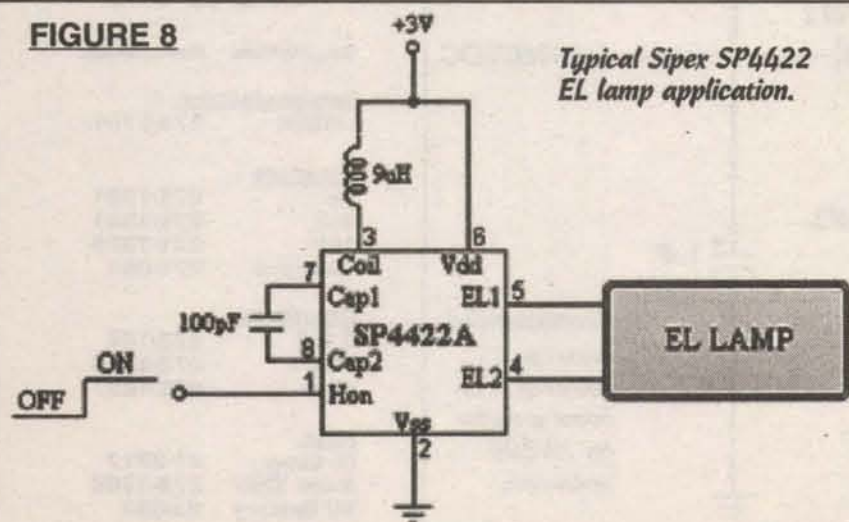 FIGURE 8
+3V
Typical Sipex SP4422
EL lamp application.
9uH
3
6
7
Coil
Vdd
Cap1
EL1
5
100pF
SP4422A
EL LAMP
8
Cap2
EL2
4
ON
1
Hon
OFF
Vss
2